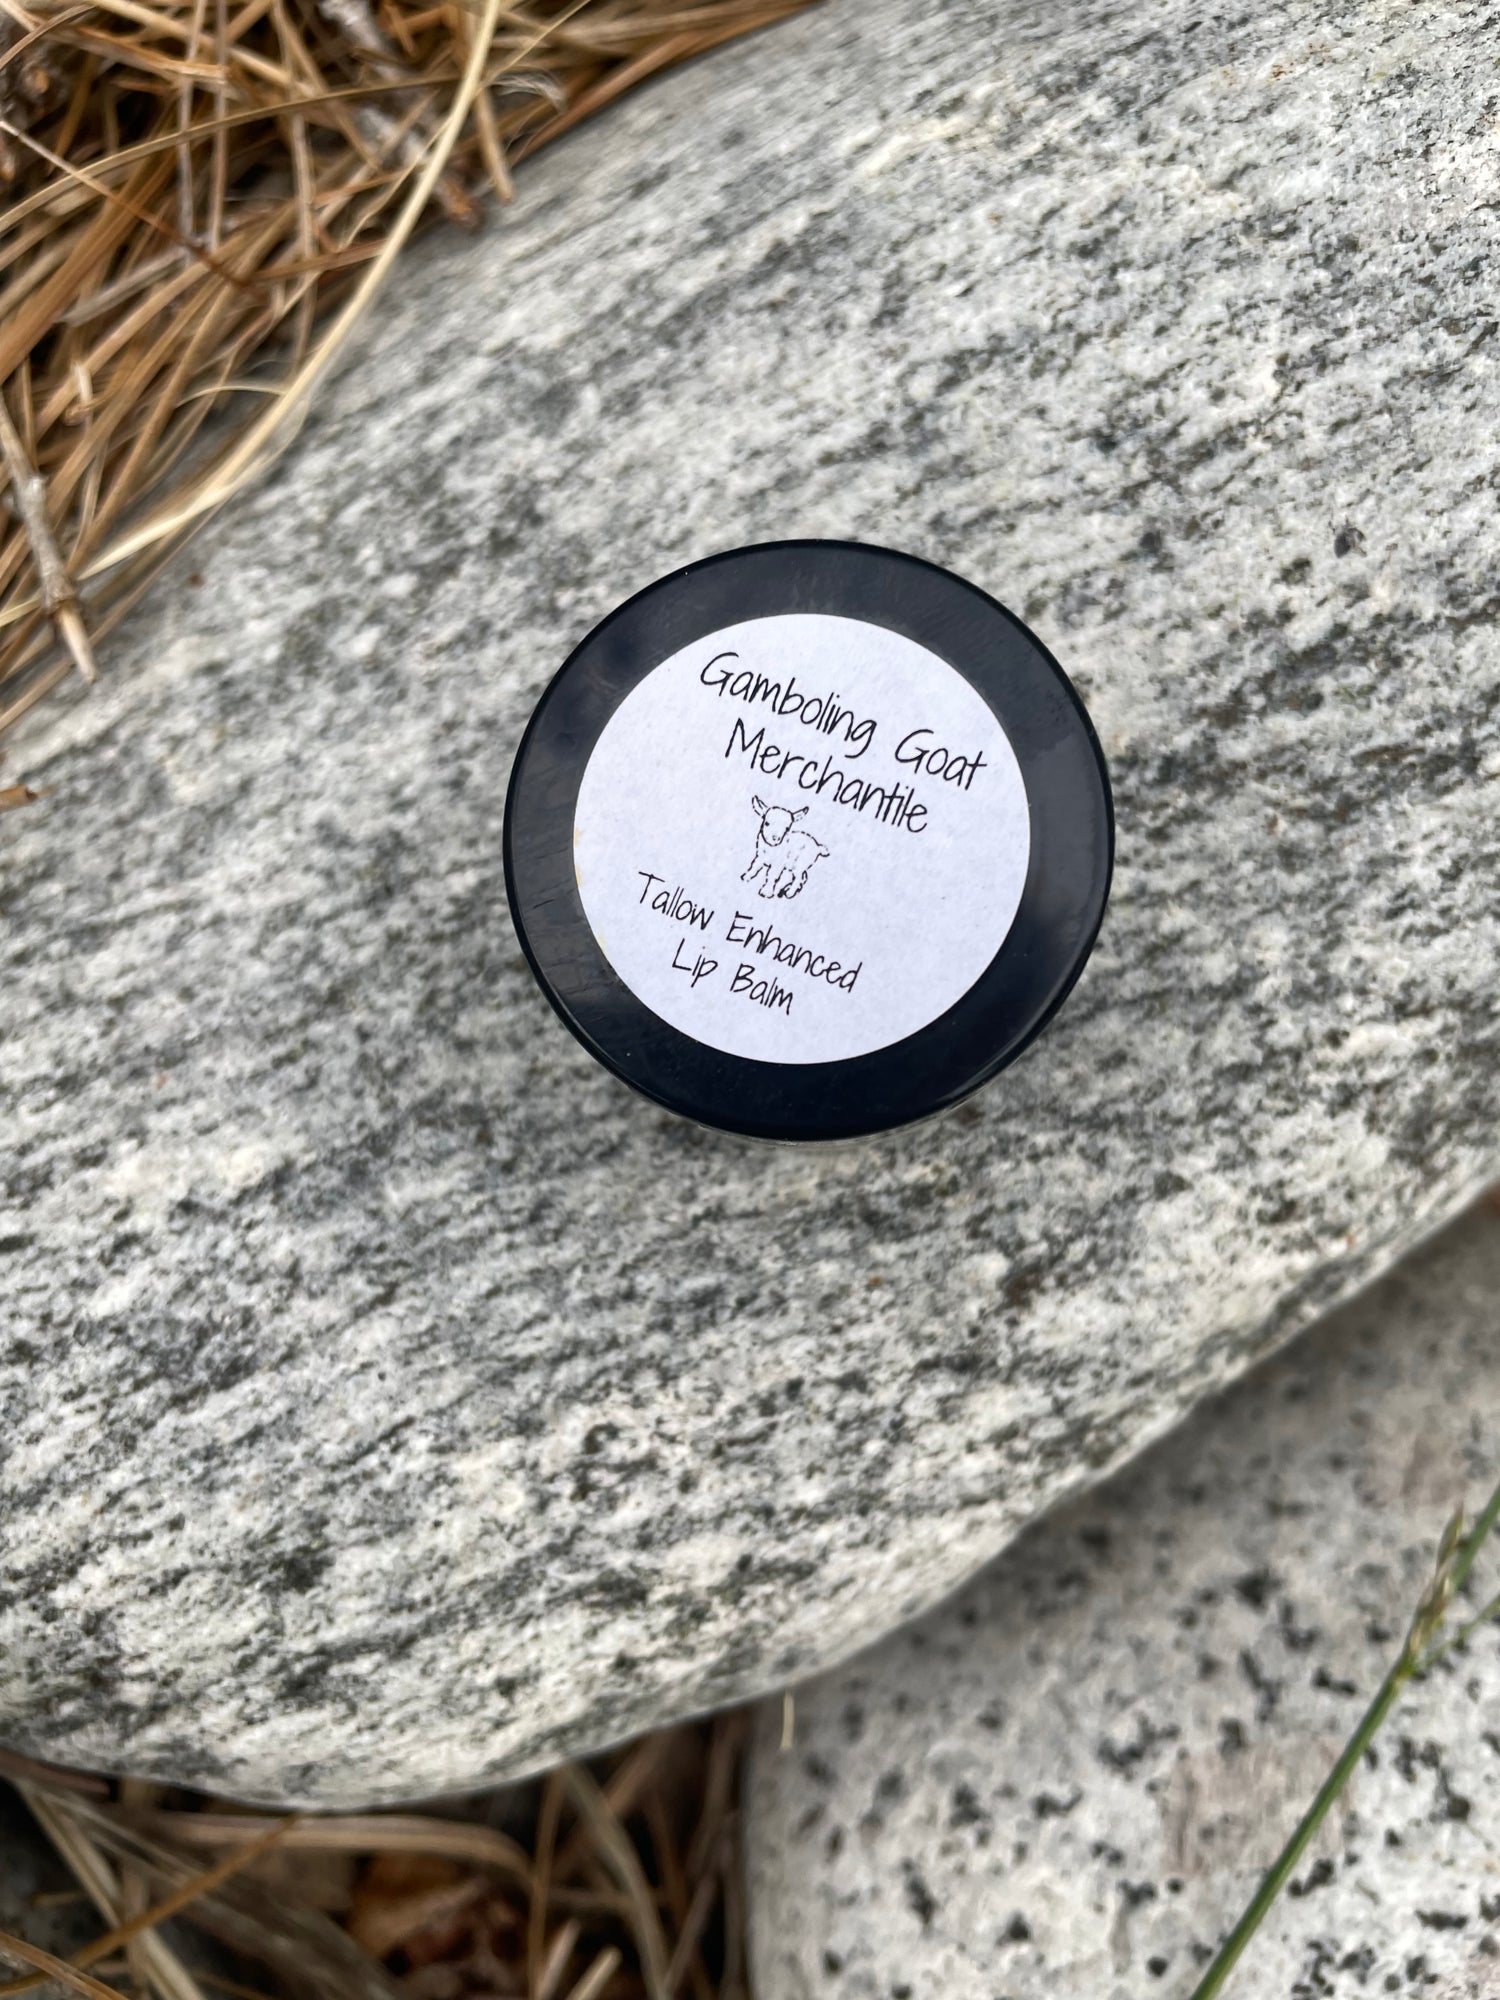 Gamboling Goat
Merchantile
Tallow Enhanced
Lip Balm